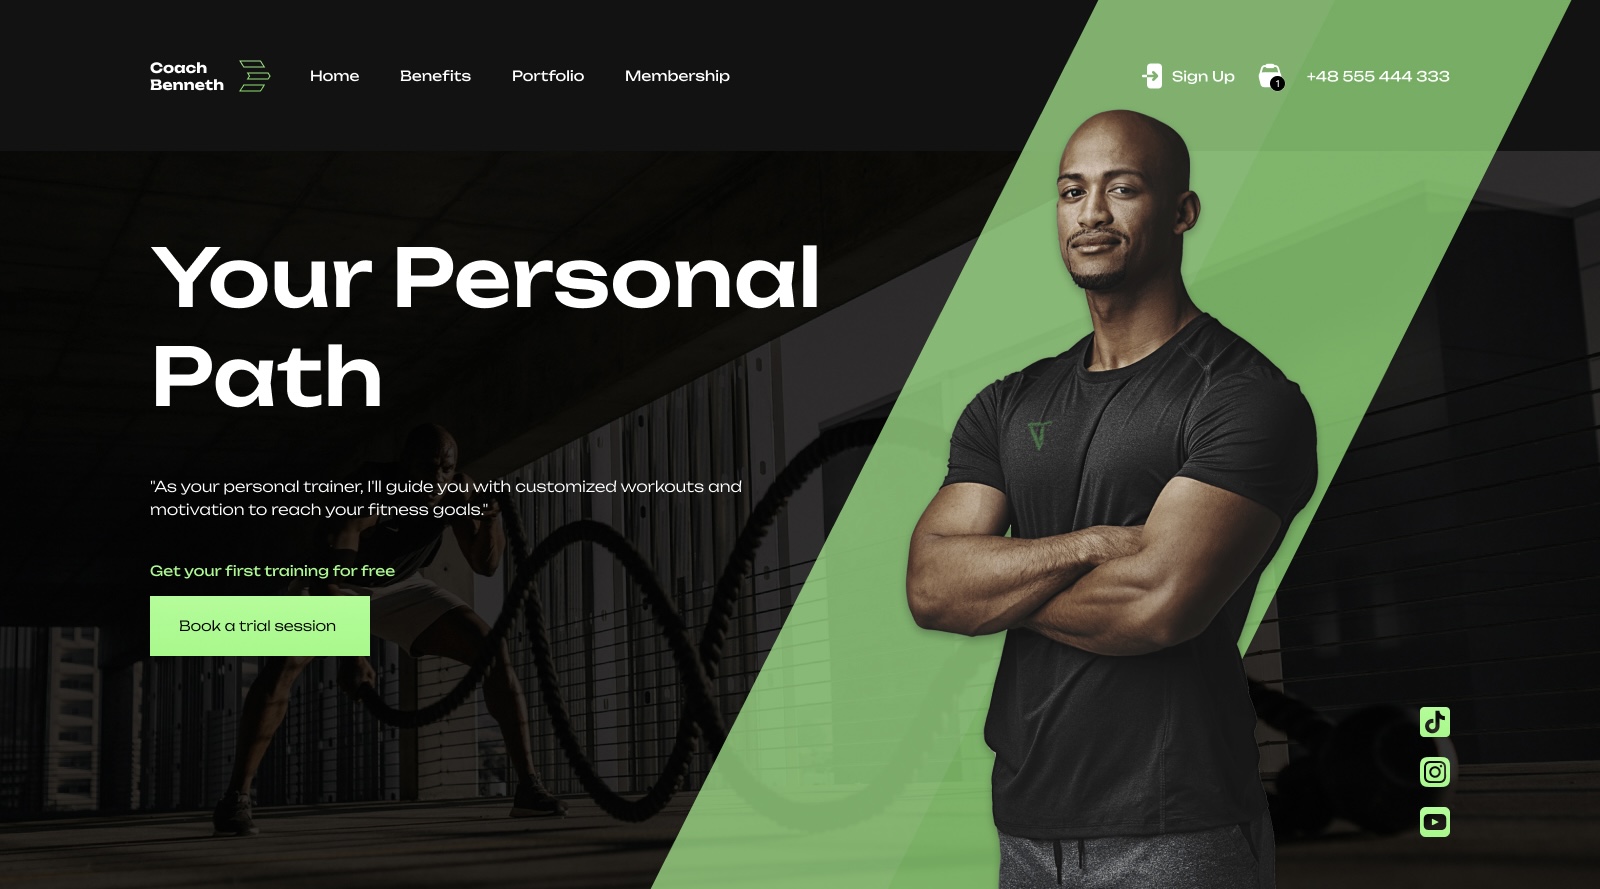 Coach
Benneth
Home
Benefits
Portfolio
Membership
Sign Up
1
+48 555 444 333
Your Personal
Path
"As your personal trainer, I'll guide you with customized workouts and
motivation to reach your fitness goals."
Get your first training for free
Book a trial session